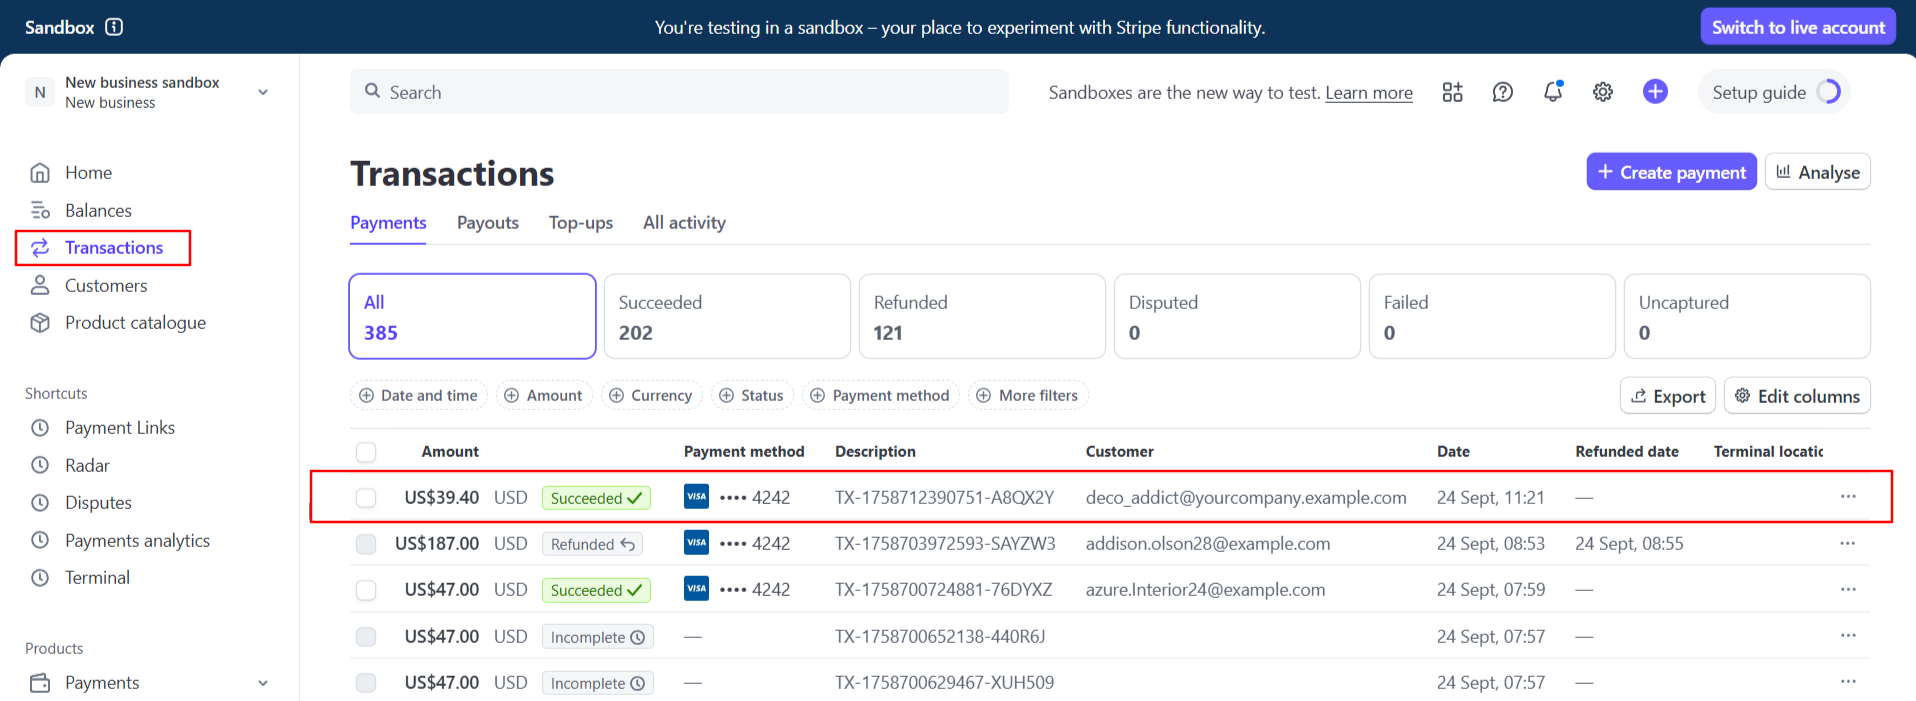 Sandbox
You're testing in a sandbox – your place to experiment with Stripe functionality.
Switch to live account
N
New business sandbox
New business
Search
Sandboxes are the new way to test. Learn more
Setup guide
Home
Balances
Transactions
Customers
Product catalogue
Shortcuts
Payment Links
Radar
Disputes
Payments analytics
Terminal
Products
Payments
Transactions
Create payment
Analyse
Payments Payouts Top-ups All activity
All
385
Succeeded
202
Refunded
121
Disputed
0
Failed
0
Uncaptured
0
Date and time Amount Currency Status Payment method More filters
Export Edit columns
Amount Payment method Description Customer Date Refunded date Terminal locatic
US$39.40 USD Succeeded VISA •••• 4242 TX-1758712390751-A8QX2Y deco_addict@yourcompany.example.com 24 Sept, 11:21 — ···
US$187.00 USD Refunded VISA •••• 4242 TX-1758703972593-SAYZW3 addison.olson28@example.com 24 Sept, 08:53 24 Sept, 08:55 ···
US$47.00 USD Succeeded VISA •••• 4242 TX-1758700724881-76DYXZ azure.Interior24@example.com 24 Sept, 07:59 — ···
US$47.00 USD Incomplete — TX-1758700652138-440R6J 24 Sept, 07:57 — ···
US$47.00 USD Incomplete — TX-1758700629467-XUH509 24 Sept, 07:57 — ···